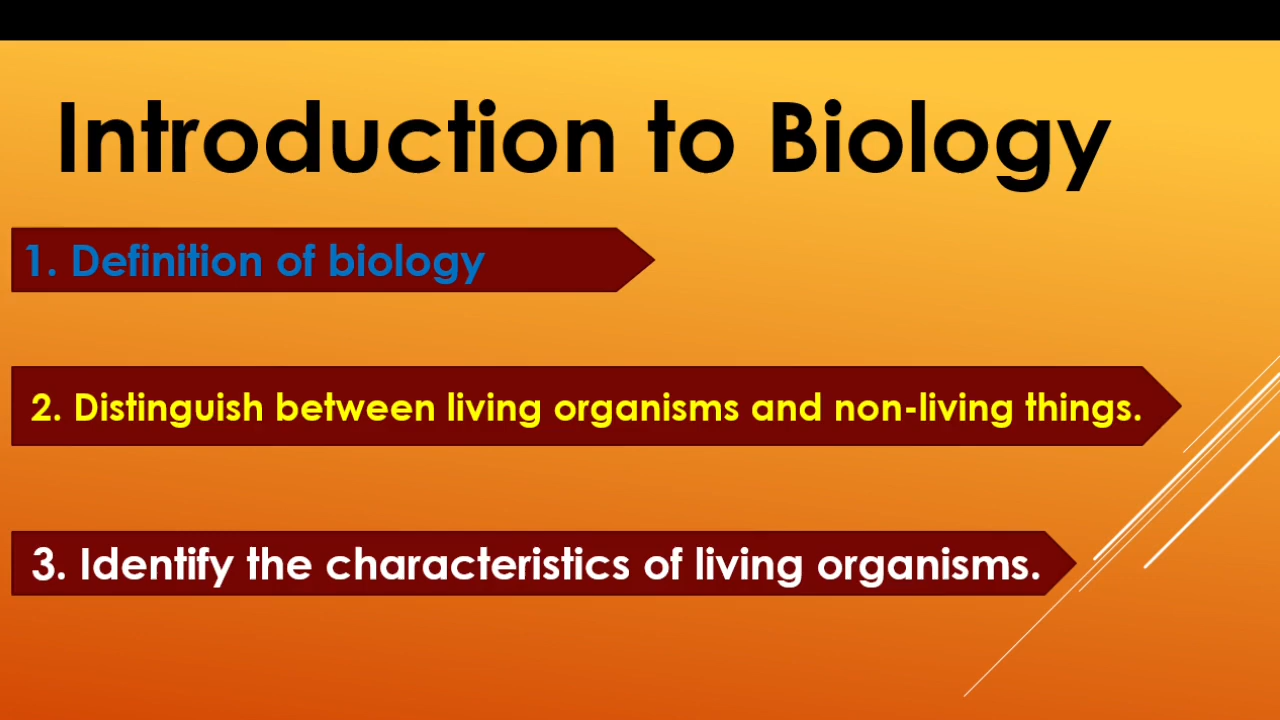 Introduction to Biology
1. Definition of biology
2. Distinguish between living organisms and non-living things.
3. Identify the characteristics of living organisms.